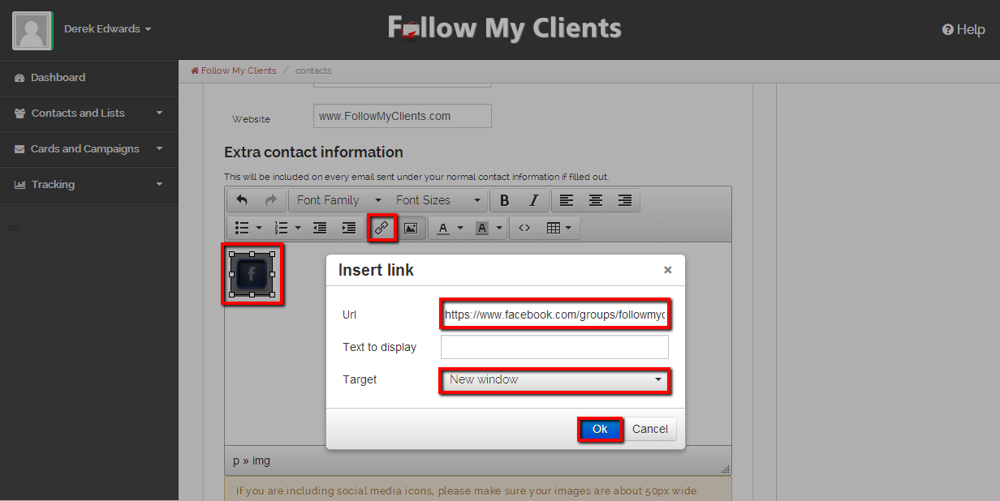 Derek Edwards
Follow My Clients
Help
Dashboard
Follow My Clients / contacts
Contacts and Lists
Cards and Campaigns
Tracking
Website
www.FollowMyClients.com
Extra contact information
This will be included on every email sent under your normal contact information if filled out.
Font Family
Font Sizes
B
I
A
A
f
Insert link
×
Url
https://www.facebook.com/groups/followmyc
Text to display
Target
New window
Ok
Cancel
p » img
If you are including social media icons, please make sure your images are about 50px wide